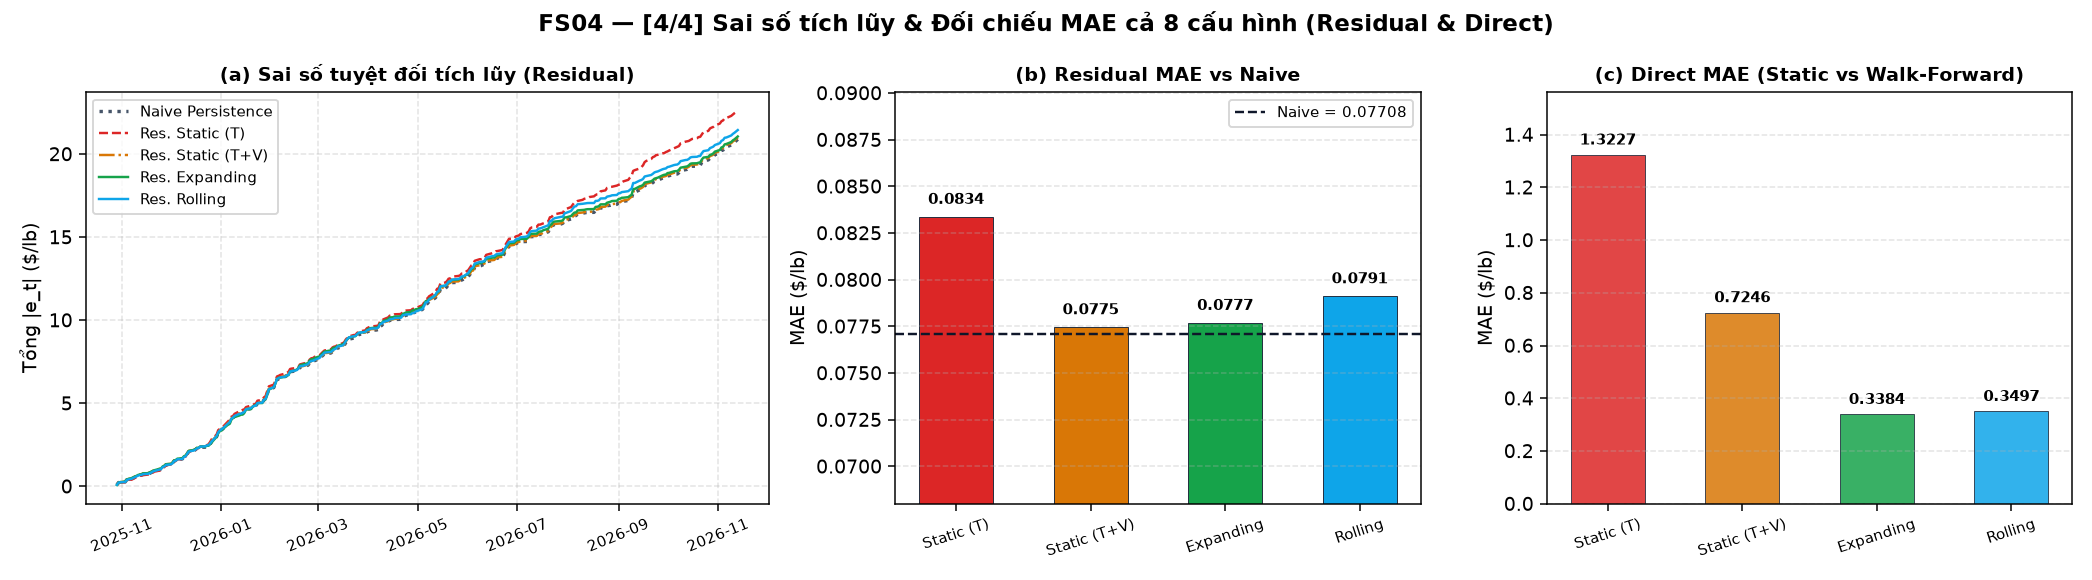 FS04 — [4/4] Sai số tích lũy & Đối chiếu MAE cả 8 cấu hình (Residual & Direct)
(a) Sai số tuyệt đối tích lũy (Residual)
Tổng |e_t| ($/lb)
20
15
10
5
0
Naive Persistence
Res. Static (T)
Res. Static (T+V)
Res. Expanding
Res. Rolling
2025-11
2026-01
2026-03
2026-05
2026-07
2026-09
2026-11
(b) Residual MAE vs Naive
MAE ($/lb)
0.0900
0.0875
0.0850
0.0825
0.0800
0.0775
0.0750
0.0725
0.0700
Naive = 0.07708
0.0834
0.0775
0.0777
0.0791
Static (T)
Static (T+V)
Expanding
Rolling
(c) Direct MAE (Static vs Walk-Forward)
MAE ($/lb)
1.4
1.2
1.0
0.8
0.6
0.4
0.2
0.0
1.3227
0.7246
0.3384
0.3497
Static (T)
Static (T+V)
Expanding
Rolling